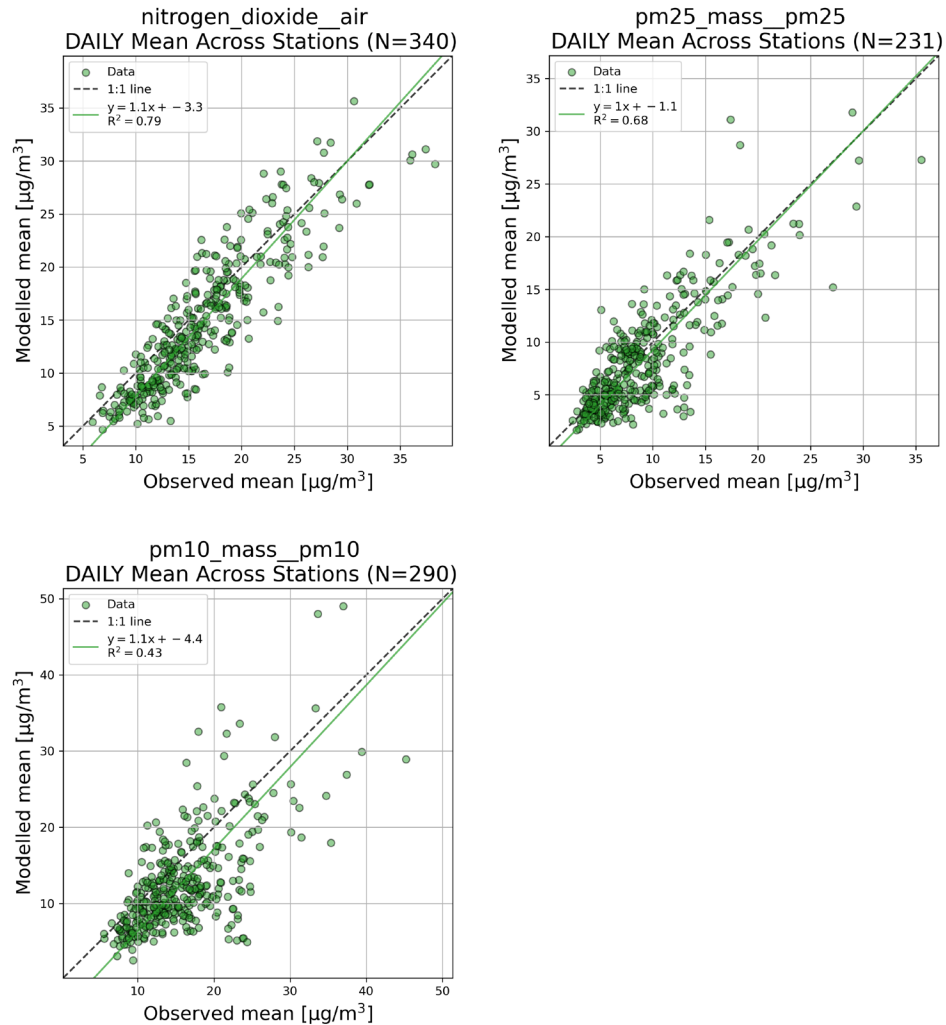 nitrogen_dioxide__air
DAILY Mean Across Stations (N=340)
Data
1:1 line
y = 1.1x + −3.3
R² = 0.79
35
30
25
20
15
10
5
Modelled mean [μg/m³]
5
10
15
20
25
30
35
Observed mean [μg/m³]
pm25_mass__pm25
DAILY Mean Across Stations (N=231)
Data
1:1 line
y = 1x + −1.1
R² = 0.68
35
30
25
20
15
10
5
Modelled mean [μg/m³]
5
10
15
20
25
30
35
Observed mean [μg/m³]
pm10_mass__pm10
DAILY Mean Across Stations (N=290)
Data
1:1 line
y = 1.1x + −4.4
R² = 0.43
50
40
30
20
10
Modelled mean [μg/m³]
10
20
30
40
50
Observed mean [μg/m³]